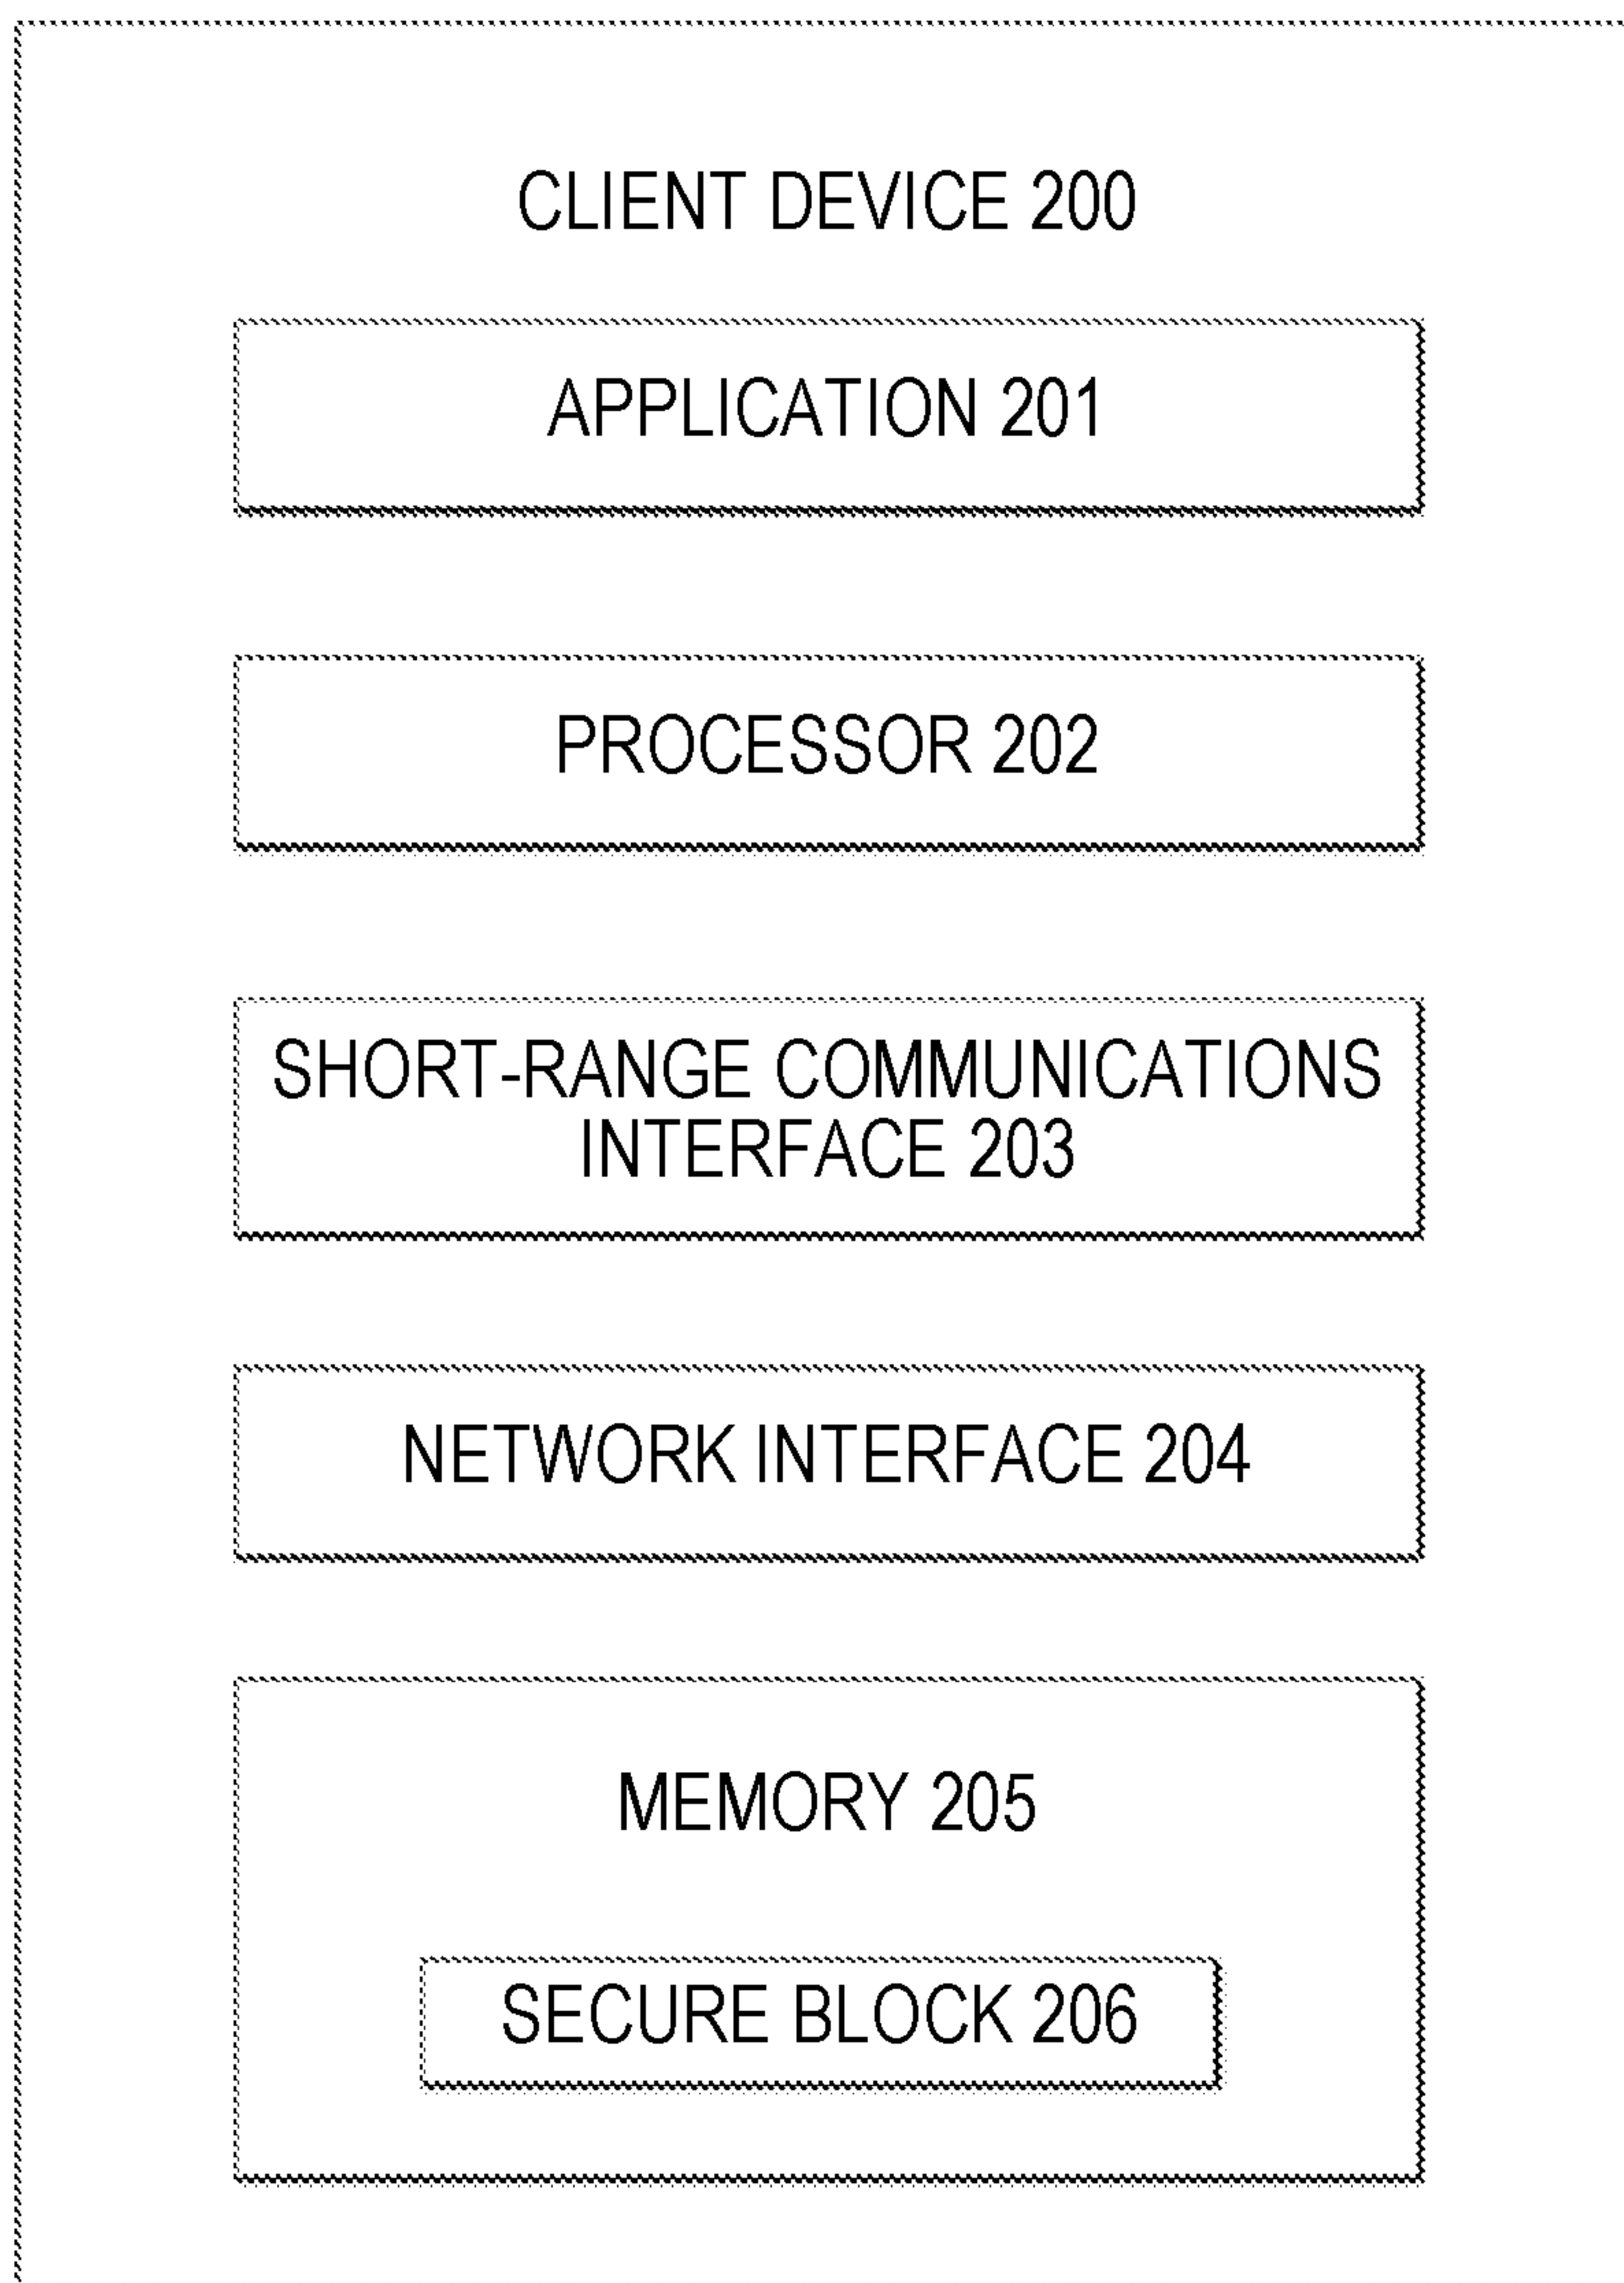 CLIENT DEVICE 200
APPLICATION 201
PROCESSOR 202
SHORT-RANGE COMMUNICATIONS
INTERFACE 203
NETWORK INTERFACE 204
MEMORY 205
SECURE BLOCK 206